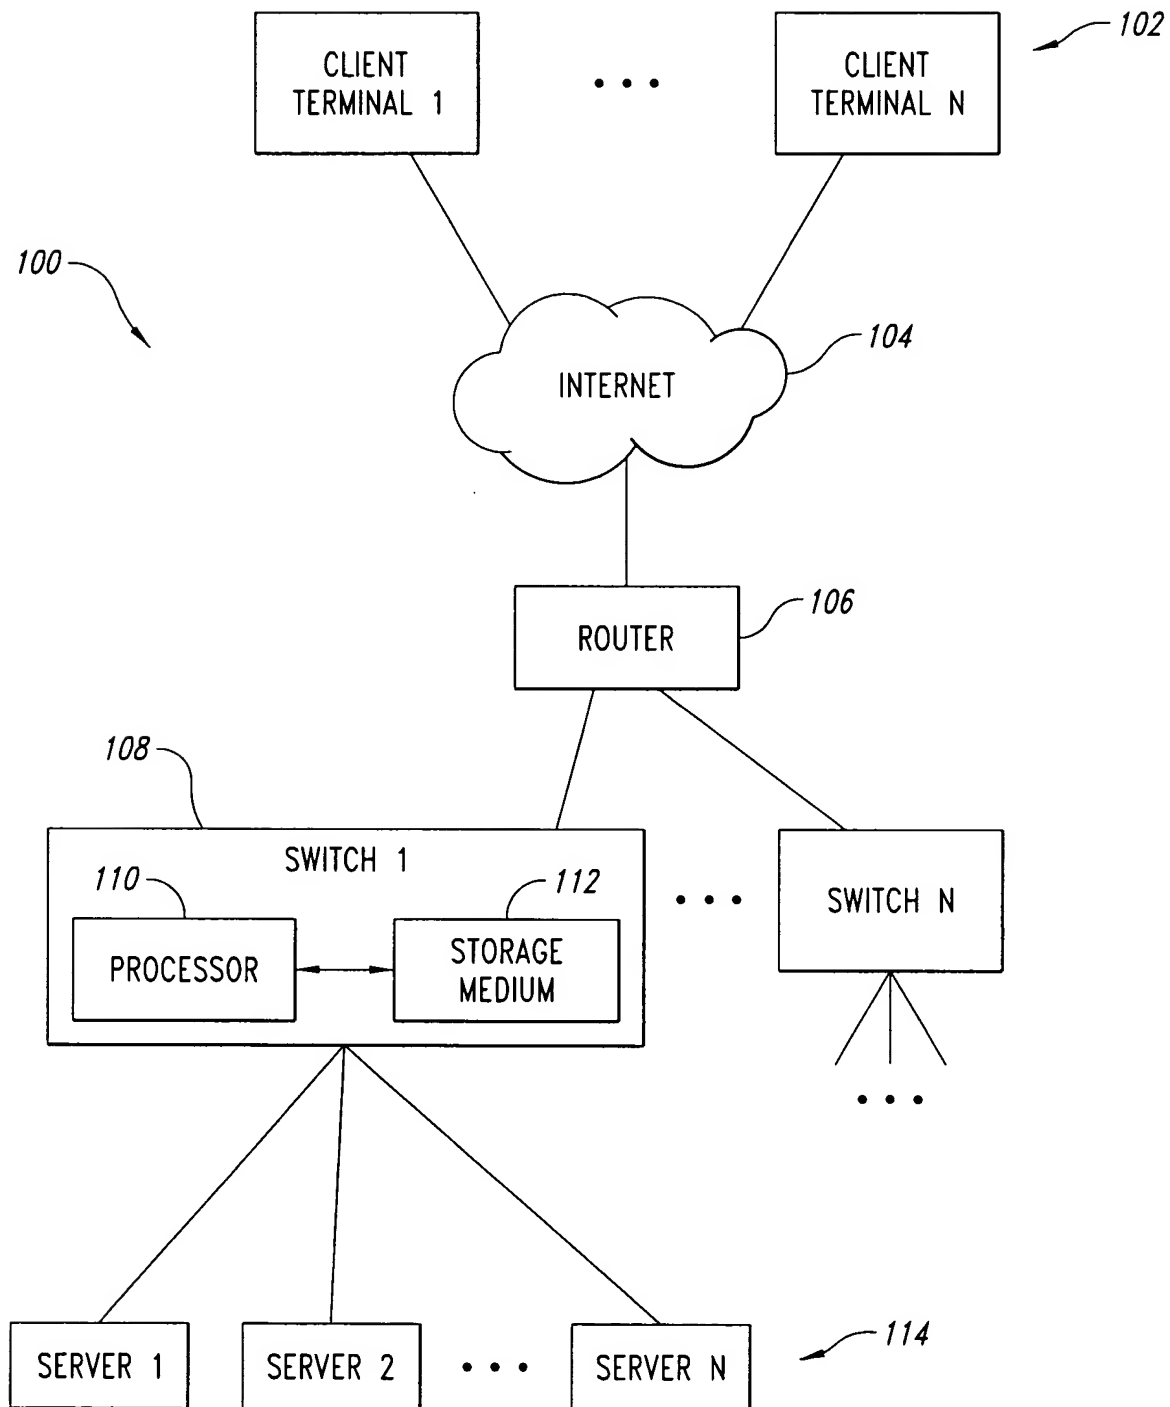 102
CLIENT
TERMINAL 1
CLIENT
TERMINAL N
100
104
INTERNET
106
ROUTER
108
SWITCH 1
110
112
PROCESSOR
STORAGE
MEDIUM
SWITCH N
114
SERVER 1
SERVER 2
SERVER N